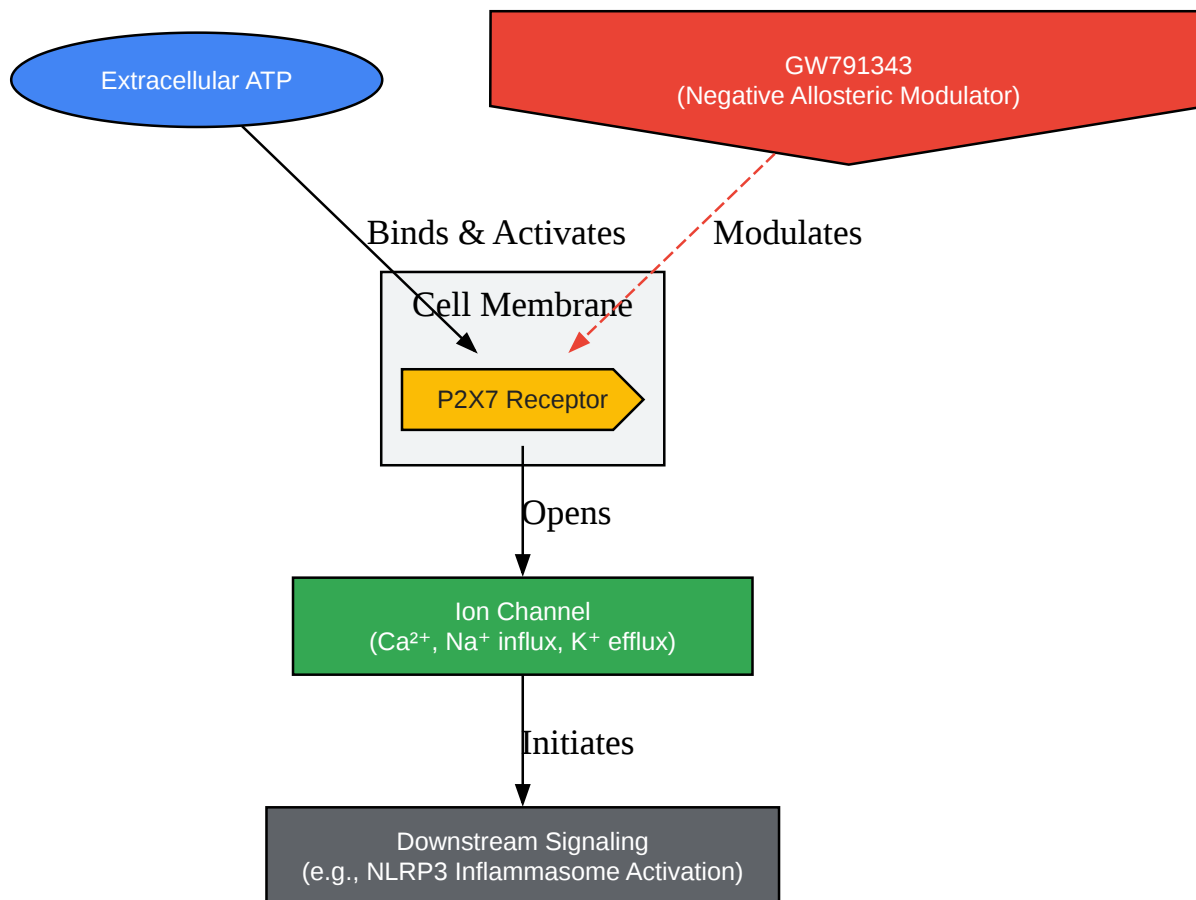 Extracellular ATP
GW791343
(Negative Allosteric Modulator)
Binds & Activates
Modulates
Cell Membrane
P2X7 Receptor
Opens
Ion Channel
(Ca²⁺, Na⁺ influx, K⁺ efflux)
Initiates
Downstream Signaling
(e.g., NLRP3 Inflammasome Activation)